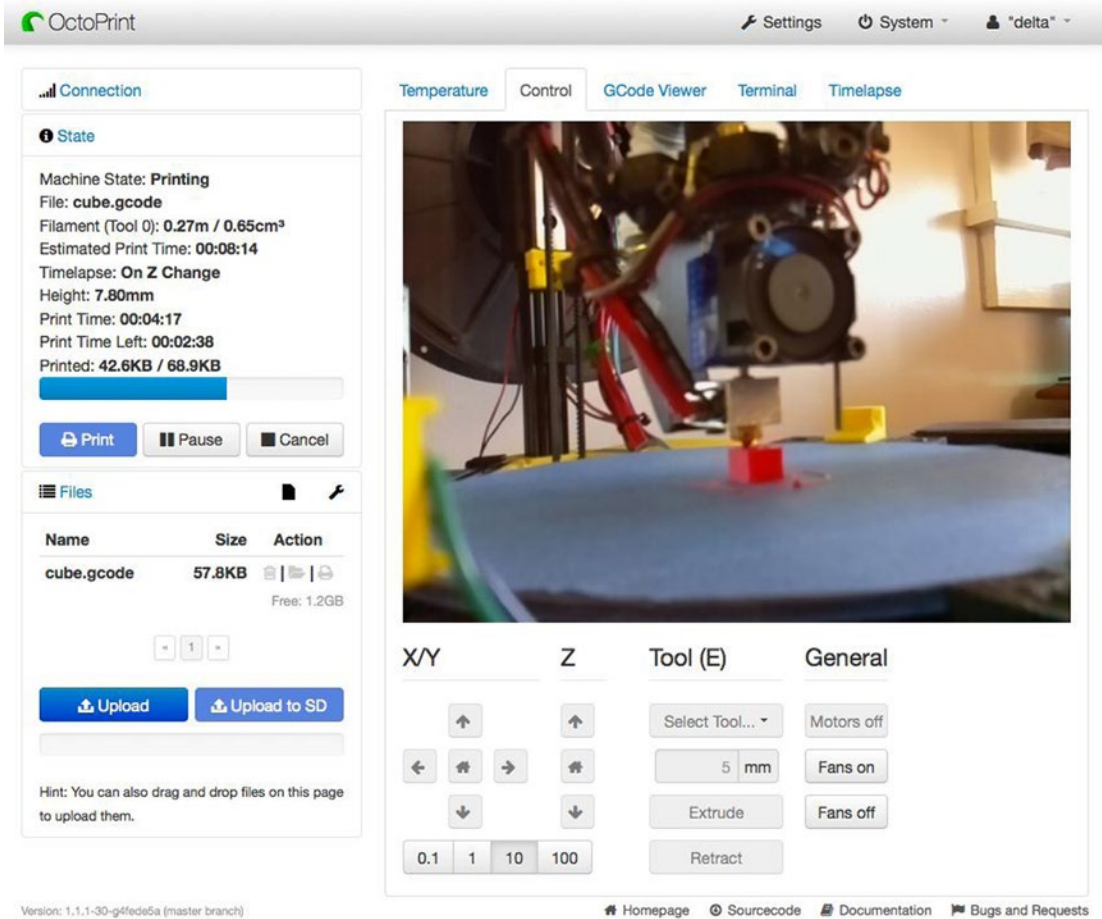 OctoPrint
Settings System "delta"
Connection
State
Machine State: Printing
File: cube.gcode
Filament (Tool 0): 0.27m / 0.65cm³
Estimated Print Time: 00:08:14
Timelapse: On Z Change
Height: 7.80mm
Print Time: 00:04:17
Print Time Left: 00:02:38
Printed: 42.6KB / 68.9KB
Print Pause Cancel
Files
Name Size Action
cube.gcode 57.8KB | |
Free: 1.2GB
« 1 »
Upload Upload to SD
Hint: You can also drag and drop files on this page
to upload them.
Temperature Control GCode Viewer Terminal Timelapse
X/Y Z Tool (E) General
Select Tool... Motors off
5 mm Fans on
Extrude Fans off
0.1 1 10 100 Retract
Version: 1.1.1-30-g4fede5a (master branch)
Homepage Sourcecode Documentation Bugs and Requests